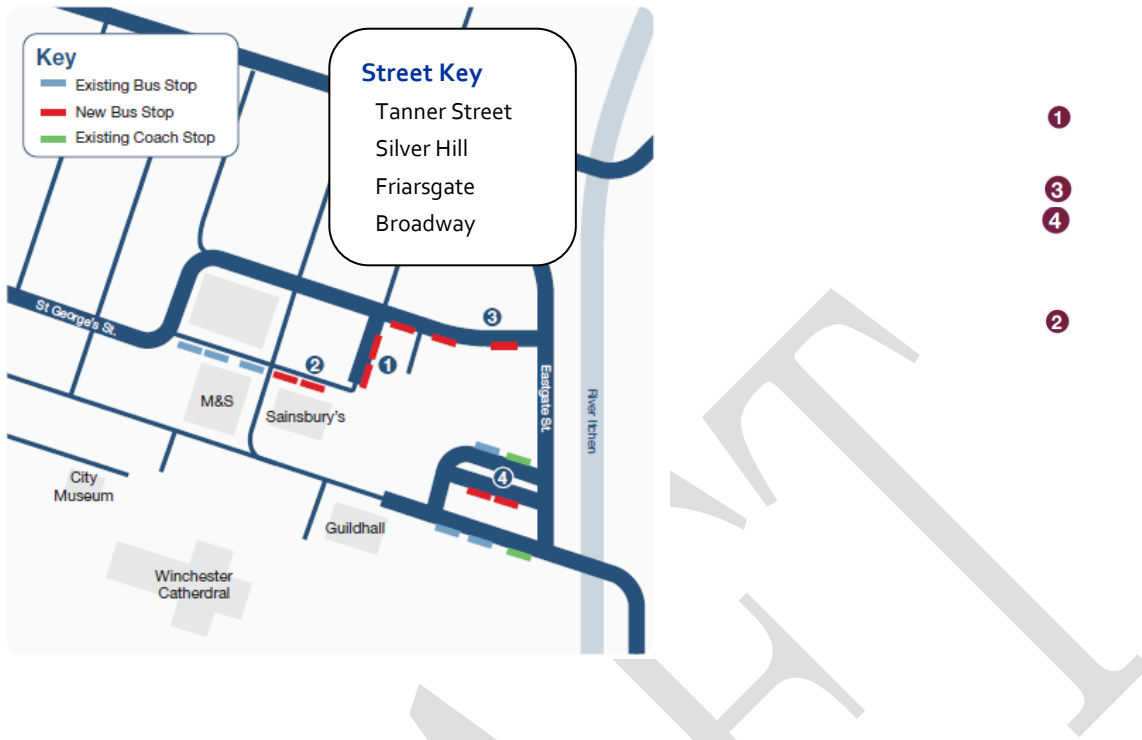 Key
Existing Bus Stop
New Bus Stop
Existing Coach Stop
Street Key
Tanner Street
Silver Hill
Friarsgate
Broadway
1
3
4
2
St George's St.
3
2
1
M&S
Sainsbury's
Eastgate St.
River Itchen
4
City
Museum
Guildhall
Winchester
Catherdral